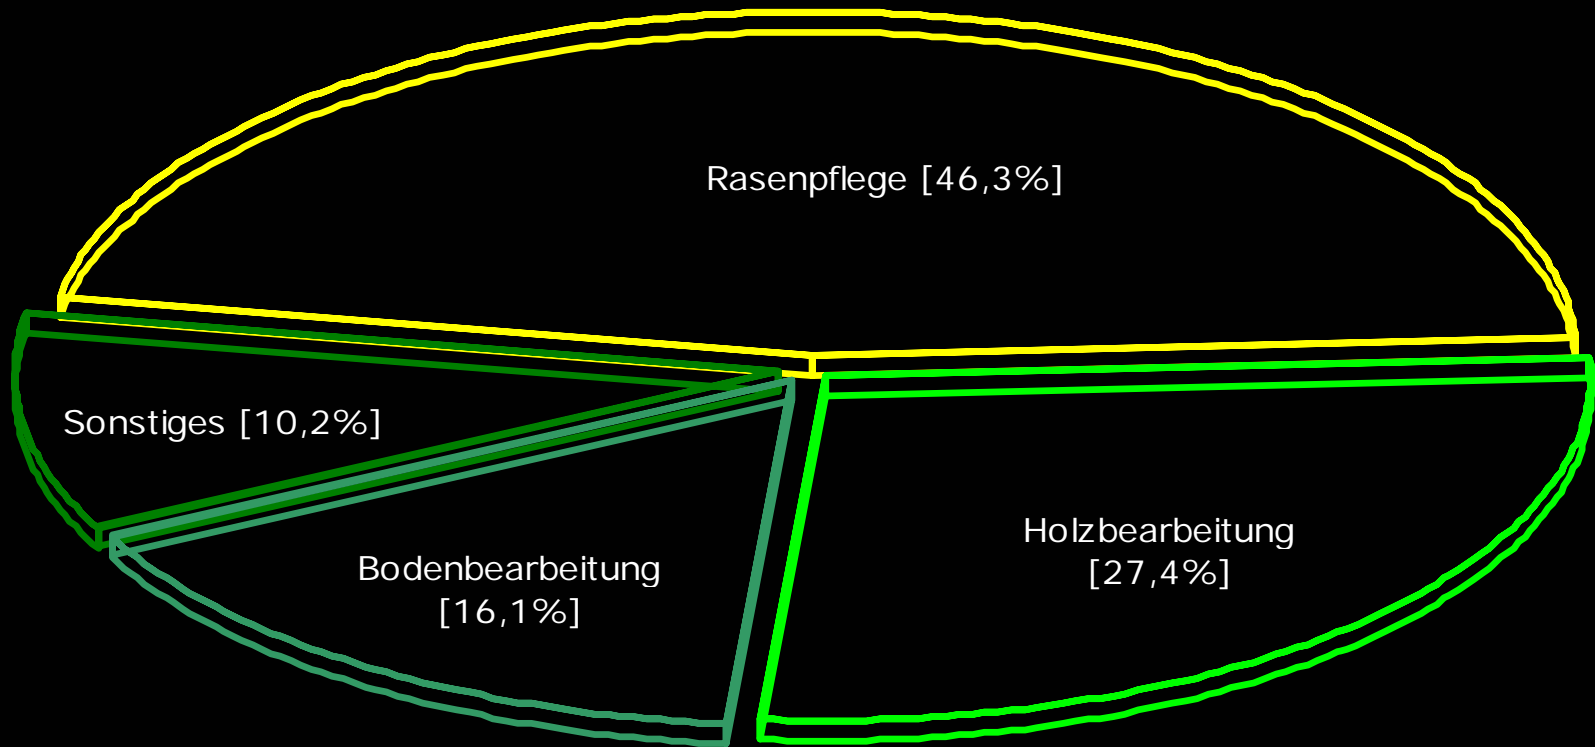 Rasenpflege [46,3%]
Sonstiges [10,2%]
Holzbearbeitung
[27,4%]
Bodenbearbeitung
[16,1%]